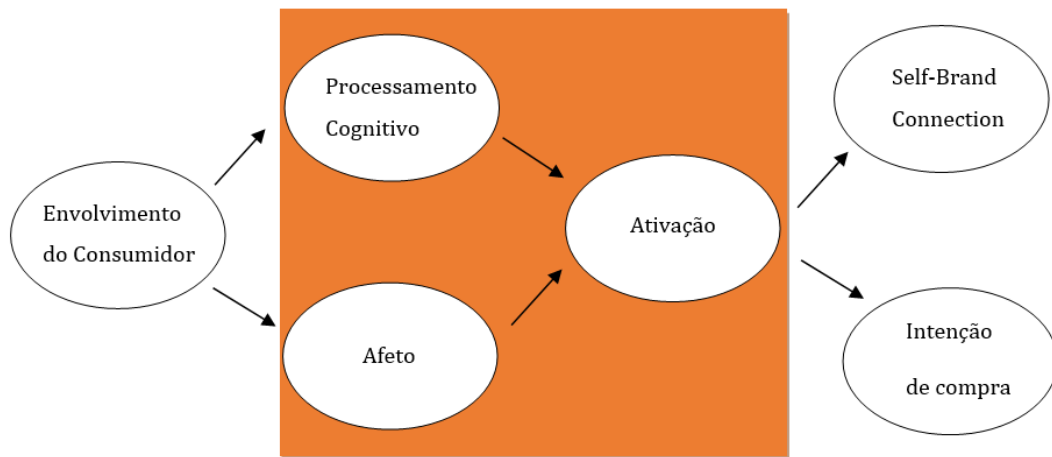 Envolvimento
do Consumidor
Processamento
Cognitivo
Afeto
Ativação
Self-Brand
Connection
Intenção
de compra